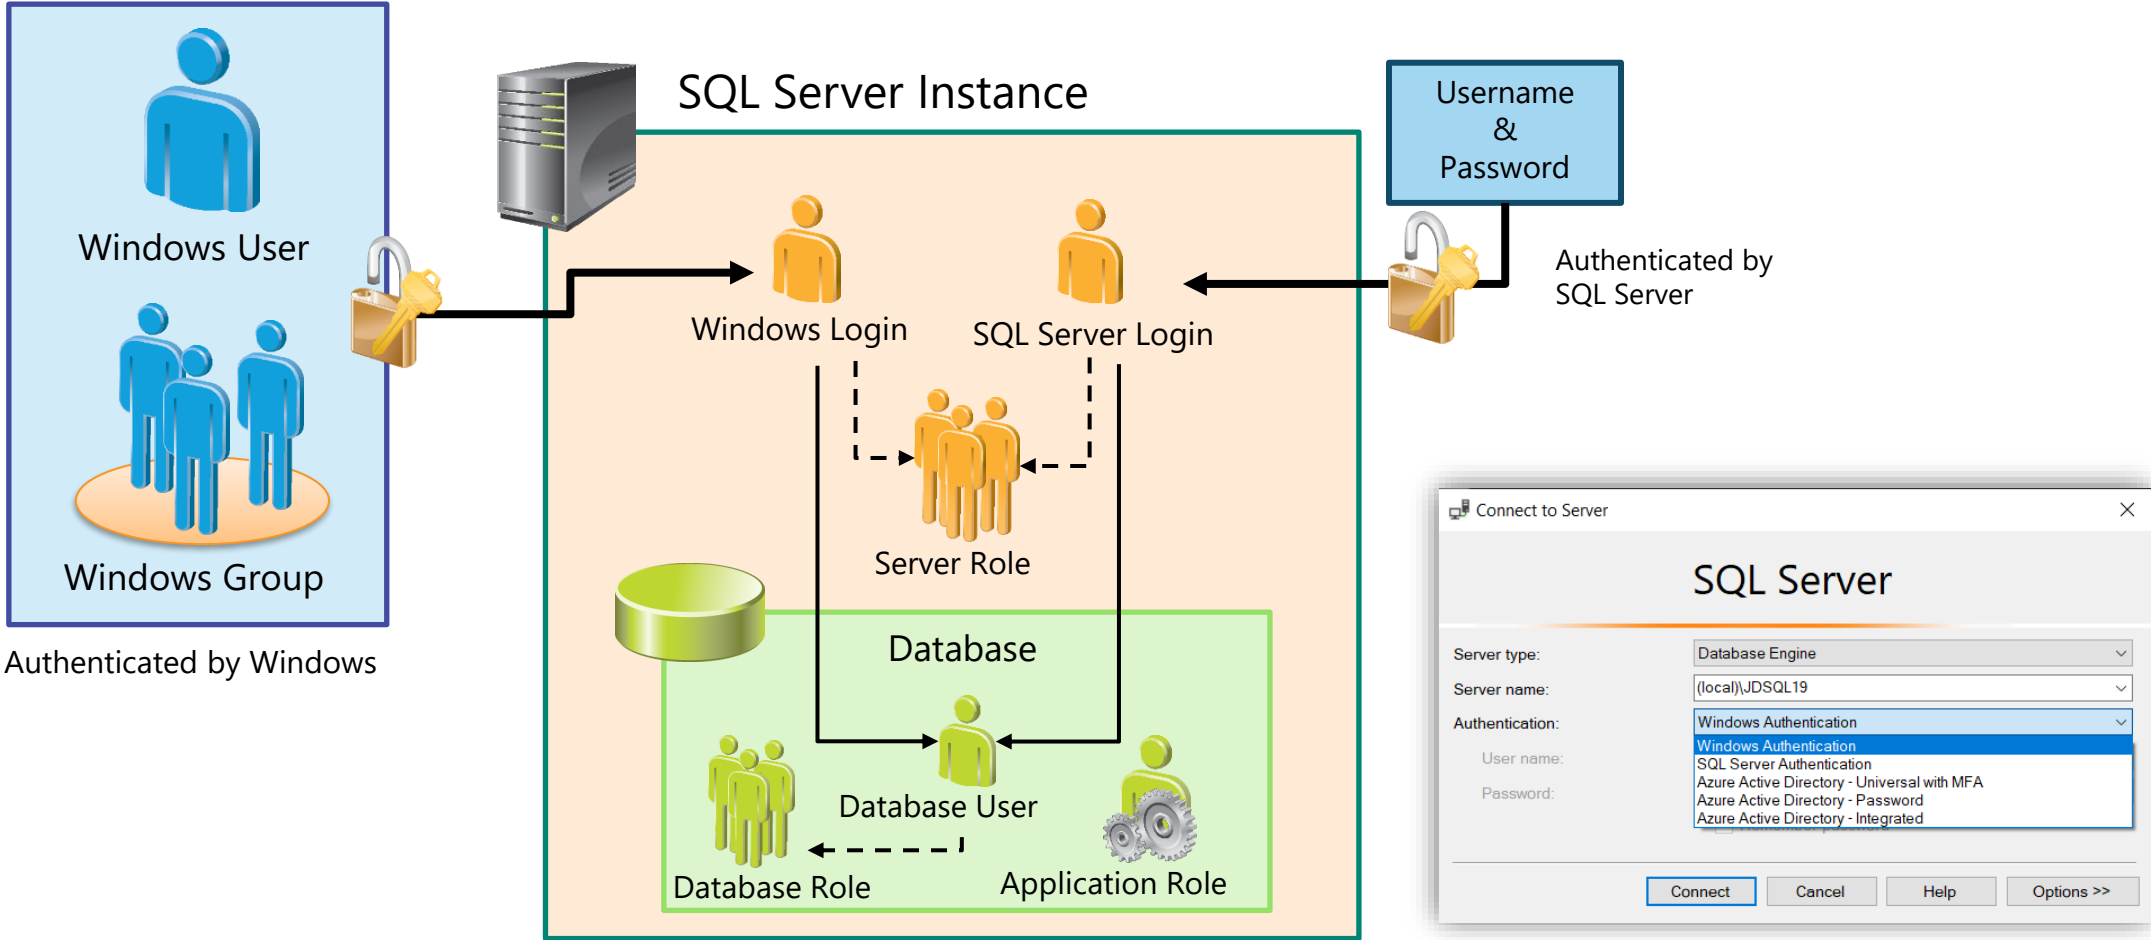 Windows User
Windows Group
Authenticated by Windows
SQL Server Instance
Username
&
Password
Authenticated by
SQL Server
Windows Login
SQL Server Login
Server Role
Database
Database User
Database Role
Application Role
Connect to Server
SQL Server
Server type:
Database Engine
Server name:
(local)\JDSQL19
Authentication:
Windows Authentication
Windows Authentication
SQL Server Authentication
Azure Active Directory - Universal with MFA
Azure Active Directory - Password
Azure Active Directory - Integrated
User name:
Password:
Remember password
Connect
Cancel
Help
Options >>